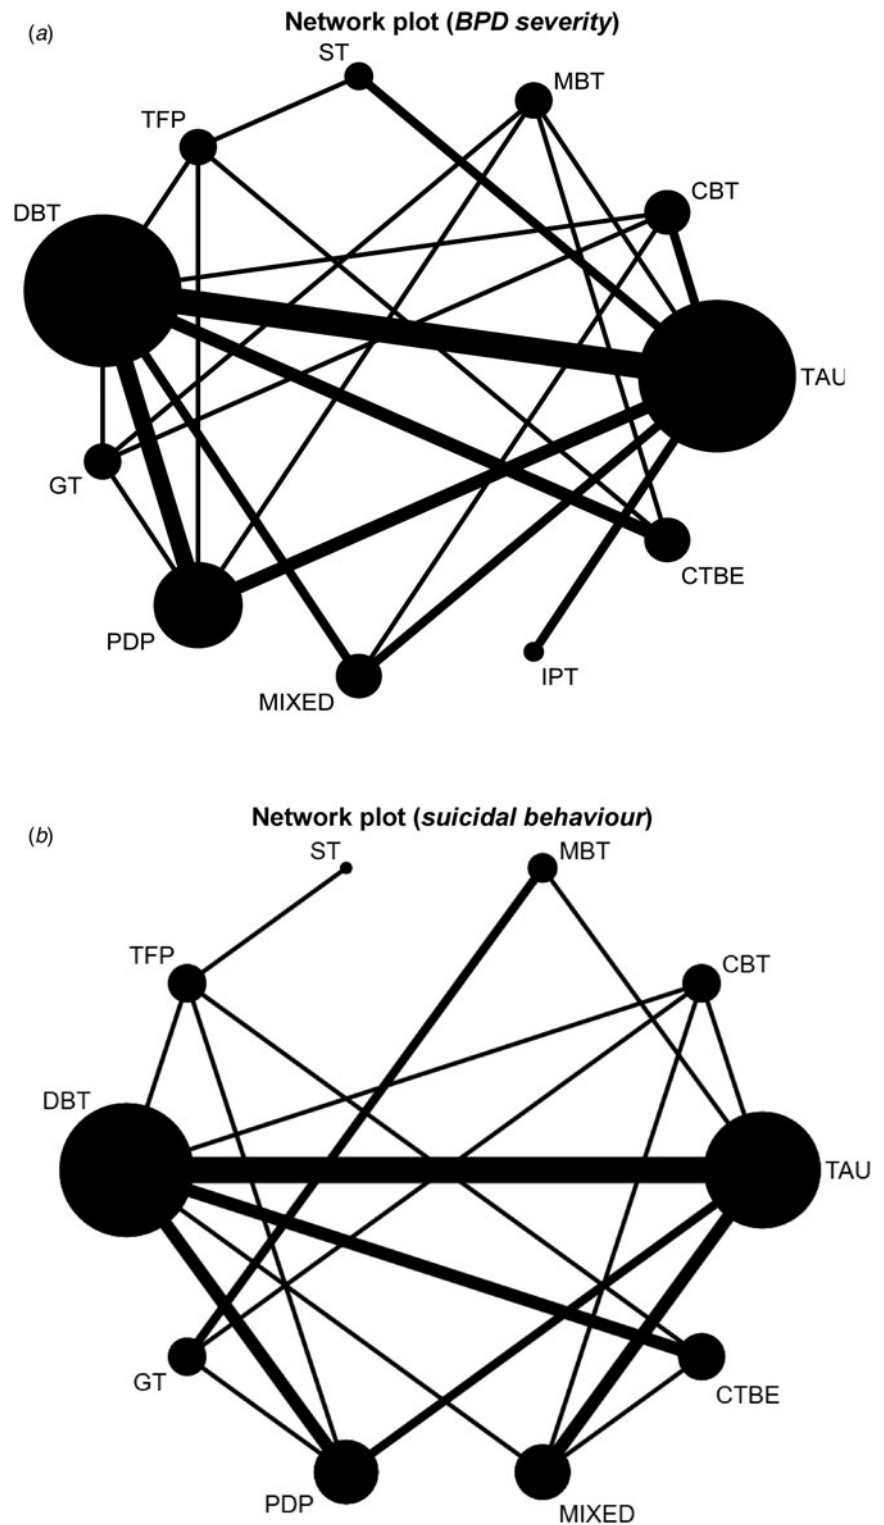 (a)
Network plot (BPD severity)
ST
MBT
TFP
CBT
DBT
TAU
GT
CTBE
PDP
IPT
MIXED
(b)
Network plot (suicidal behaviour)
ST
MBT
TFP
CBT
DBT
TAU
GT
CTBE
PDP
MIXED